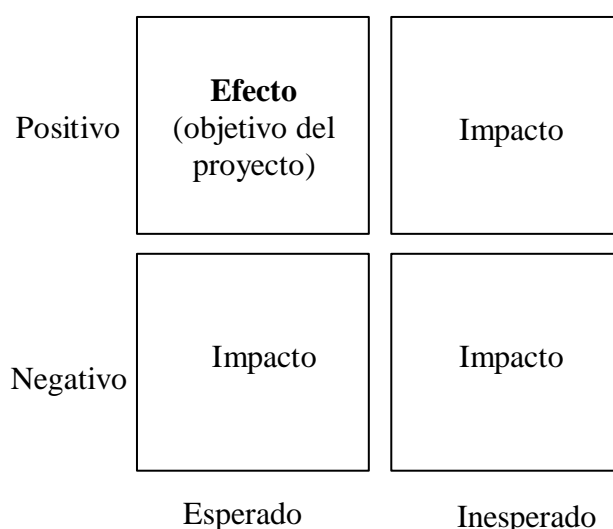 Efecto
Positivo
(objetivo del
proyecto)
Impacto
Negativo
Impacto
Impacto
Esperado
Inesperado